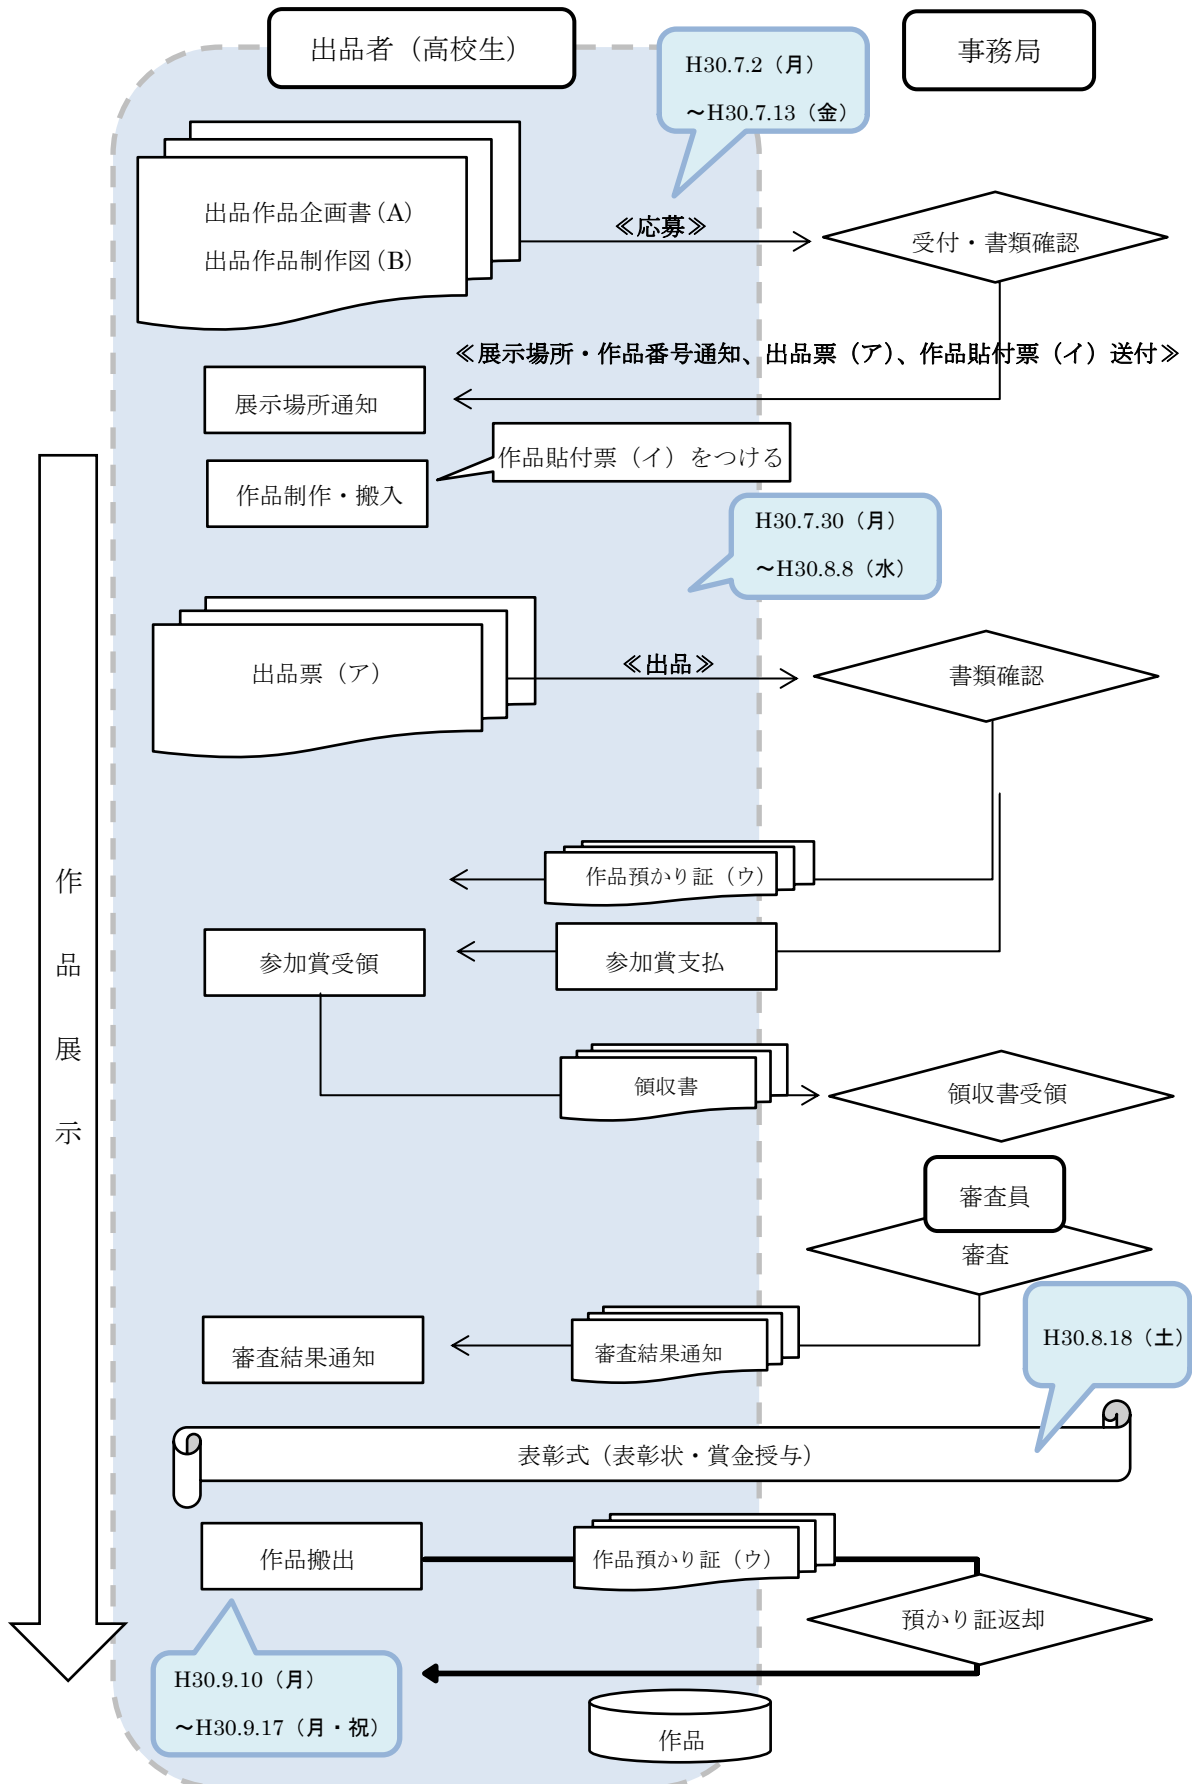 出品者（高校生）
事務局
H30.7.2（月）
～H30.7.13（金）
出品作品企画書(A)
出品作品制作図(B)
≪応募≫
受付・書類確認
≪展示場所・作品番号通知、出品票（ア）、作品貼付票（イ）送付≫
展示場所通知
作品貼付票（イ）をつける
作品制作・搬入
H30.7.30（月）
～H30.8.8（水）
出品票（ア）
≪出品≫
書類確認
作品展示
作品預かり証（ウ）
参加賞受領
参加賞支払
領収書
領収書受領
審査員
審査
審査結果通知
審査結果通知
H30.8.18（土）
表彰式（表彰状・賞金授与）
作品搬出
作品預かり証（ウ）
預かり証返却
H30.9.10（月）
～H30.9.17（月・祝）
作品